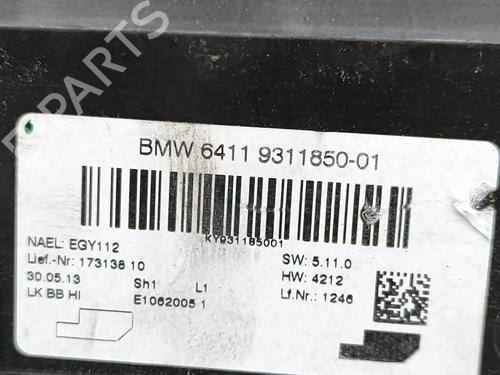 BMW 6411 9311850-01
KY931185001
NAEL: EGY112
Lief.-Nr: 173138 10
30.05.13 Sh1 L1
LK BB HI E1062005 1
SW: 5.11.0
HW: 4212
Lf.Nr.: 1246
B-PARTS